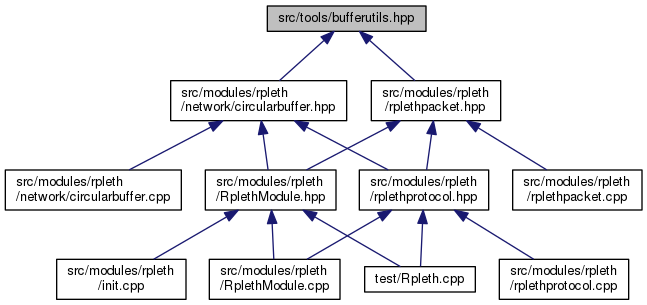 src/tools/bufferutils.hpp
src/modules/rpleth
/network/circularbuffer.hpp
src/modules/rpleth
/rplethpacket.hpp
src/modules/rpleth
/network/circularbuffer.cpp
src/modules/rpleth
/RplethModule.hpp
src/modules/rpleth
/rplethprotocol.hpp
src/modules/rpleth
/rplethpacket.cpp
src/modules/rpleth
/init.cpp
src/modules/rpleth
/RplethModule.cpp
test/Rpleth.cpp
src/modules/rpleth
/rplethprotocol.cpp